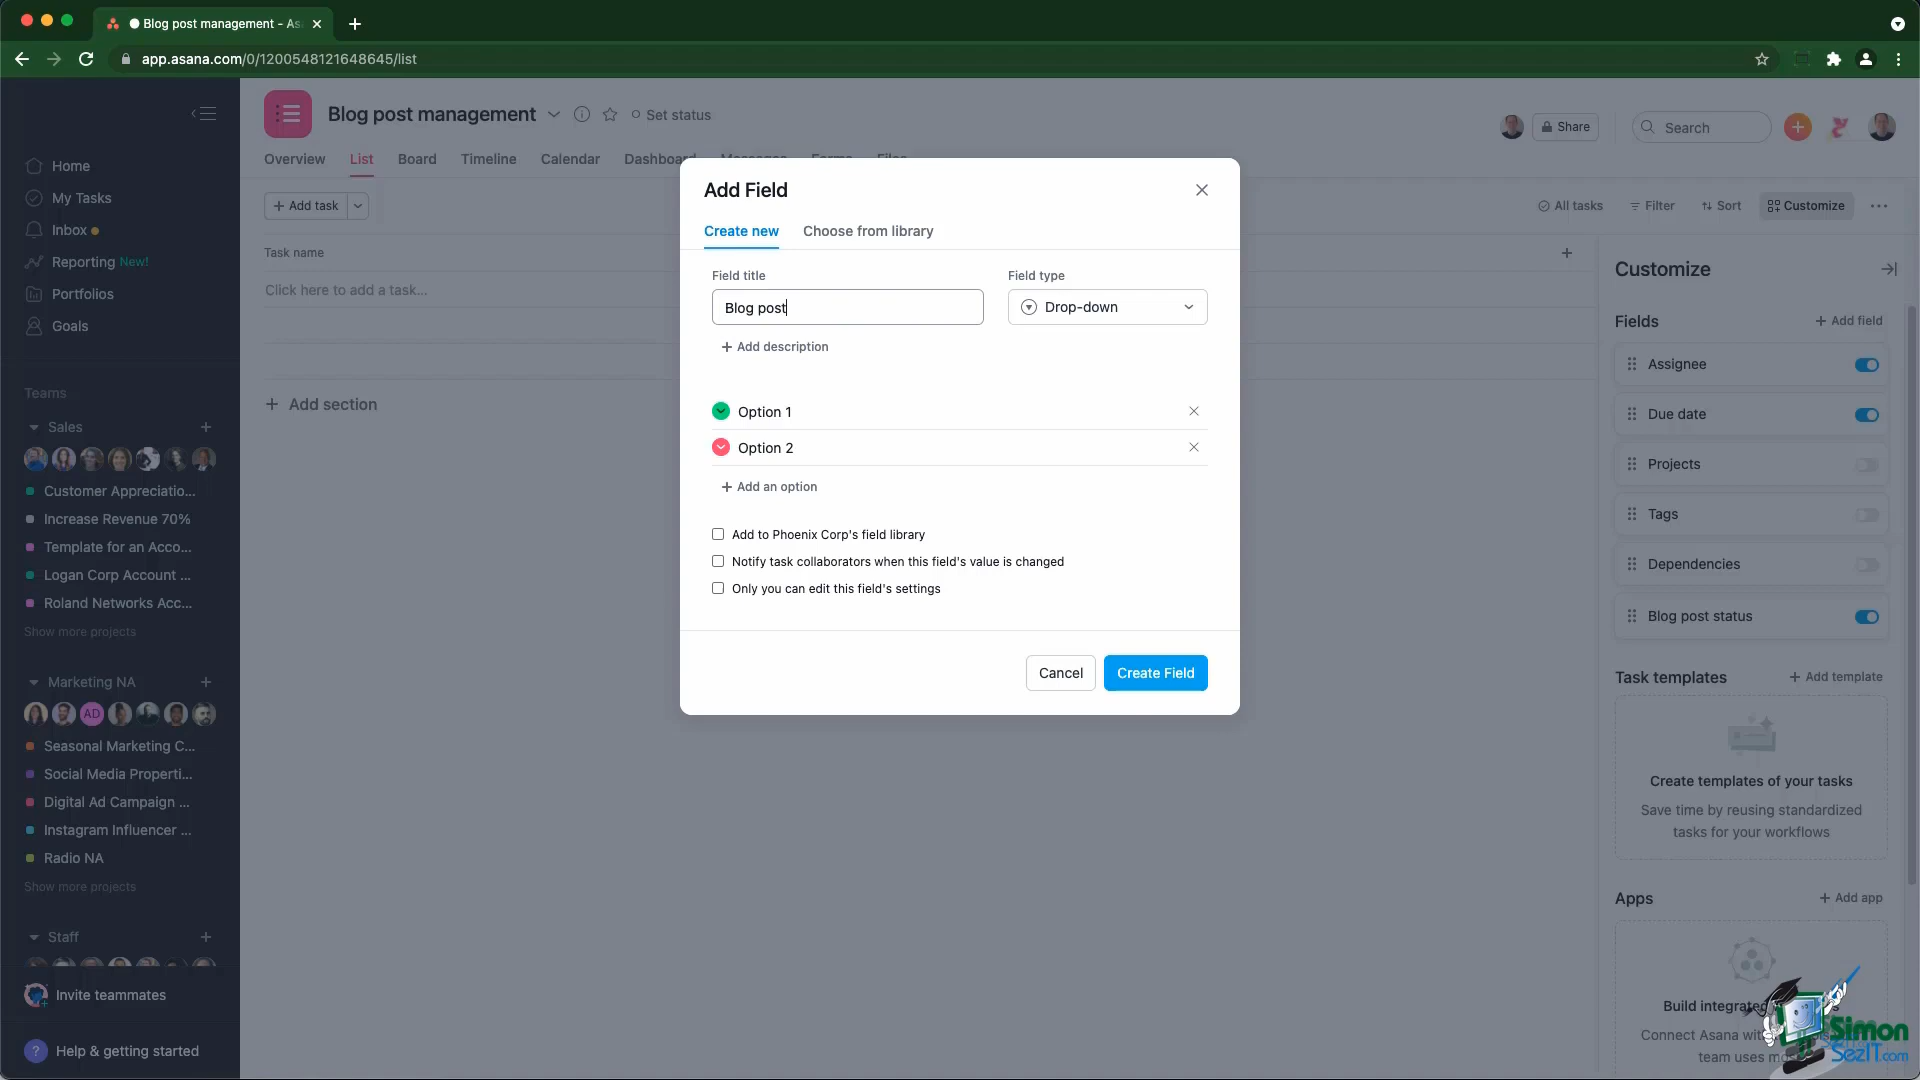 Blog post management - As
app.asana.com/0/1200548121648645/list
Blog post management
Set status
Share
Search
Home
My Tasks
Inbox
Reporting New!
Portfolios
Goals
Overview
List
Board
Timeline
Calendar
Dashboard
Messages
Forms
Files
Add task
All tasks
Filter
Sort
Customize
Task name
Click here to add a task...
Add section
Teams
Sales
Customer Appreciatio...
Increase Revenue 70%
Template for an Acco...
Logan Corp Account ...
Roland Networks Acc...
Show more projects
Marketing NA
AD
Seasonal Marketing C...
Social Media Properti...
Digital Ad Campaign ...
Instagram Influencer ...
Radio NA
Show more projects
Staff
Invite teammates
? Help & getting started
Add Field
Create new
Choose from library
Field title
Field type
Blog post
Drop-down
+ Add description
Option 1
Option 2
+ Add an option
Add to Phoenix Corp's field library
Notify task collaborators when this field's value is changed
Only you can edit this field's settings
Cancel
Create Field
Customize
Fields
+ Add field
Assignee
Due date
Projects
Tags
Dependencies
Blog post status
Task templates
+ Add template
Create templates of your tasks
Save time by reusing standardized
tasks for your workflows
Apps
+ Add app
Build integrated
Connect Asana
team uses
Simon
SezIT.com